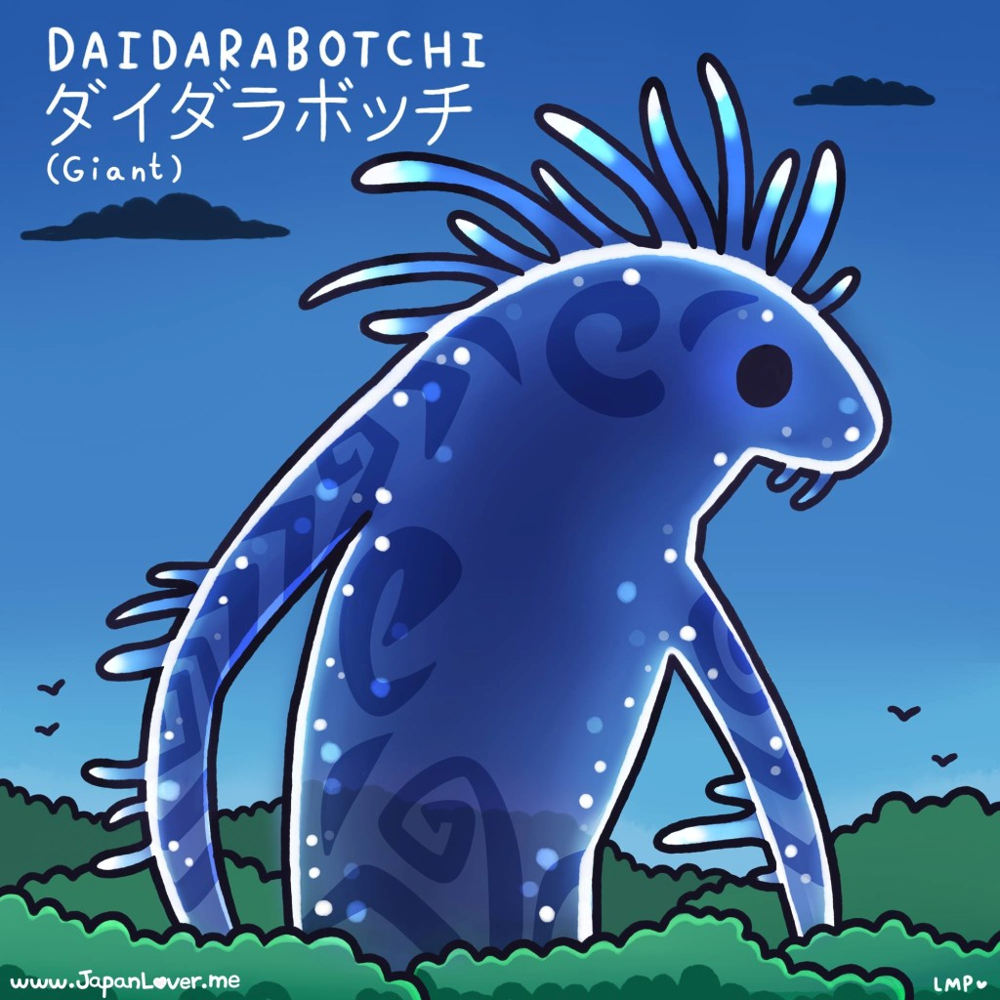 DAIDARABOTCHI
ダイダラボッチ
(Giant)
www.JapanLover.me
LMP♥